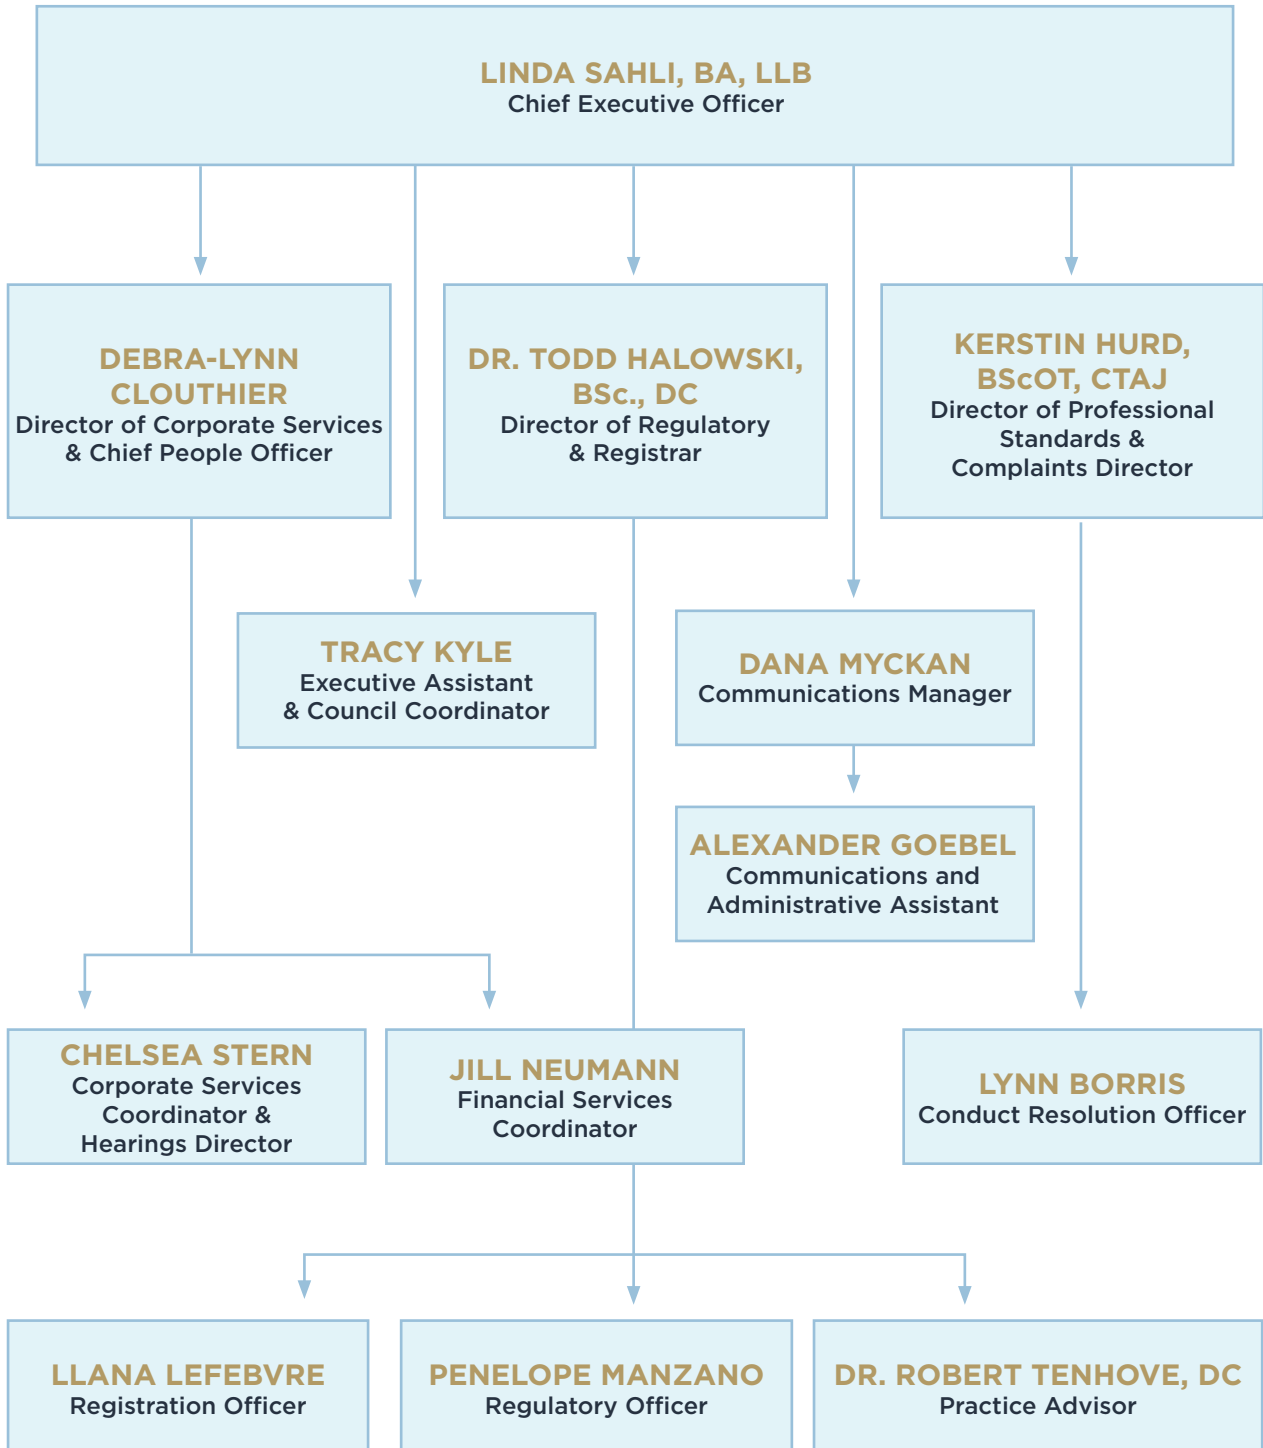 LINDA SAHLI, BA, LLB
Chief Executive Officer
DEBRA-LYNN
CLOUTHIER
Director of Corporate Services
& Chief People Officer
DR. TODD HALOWSKI,
BSc., DC
Director of Regulatory
& Registrar
KERSTIN HURD,
BScOT, CTAJ
Director of Professional
Standards &
Complaints Director
TRACY KYLE
Executive Assistant
& Council Coordinator
DANA MYCKAN
Communications Manager
ALEXANDER GOEBEL
Communications and
Administrative Assistant
CHELSEA STERN
Corporate Services
Coordinator &
Hearings Director
JILL NEUMANN
Financial Services
Coordinator
LYNN BORRIS
Conduct Resolution Officer
LLANA LEFEBVRE
Registration Officer
PENELOPE MANZANO
Regulatory Officer
DR. ROBERT TENHOVE, DC
Practice Advisor